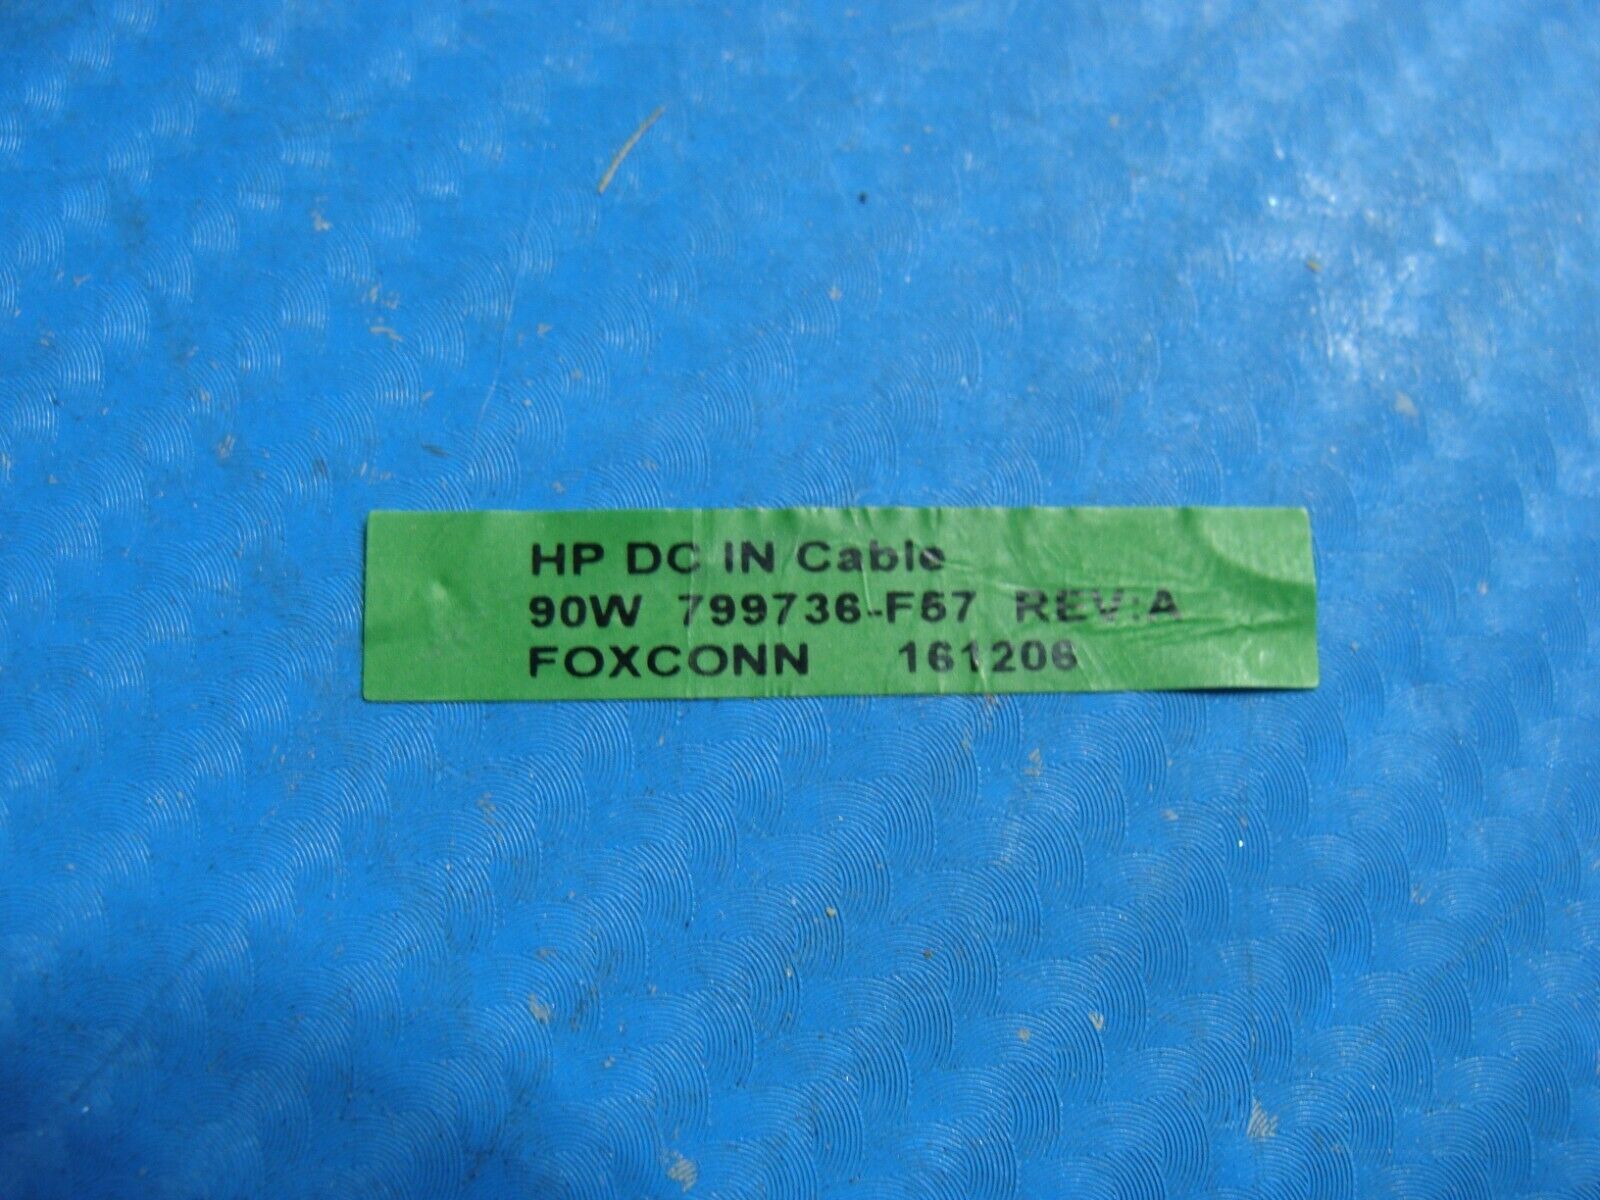 HP DC IN Cable
90W 799736-F57 REV:A
FOXCONN 161206